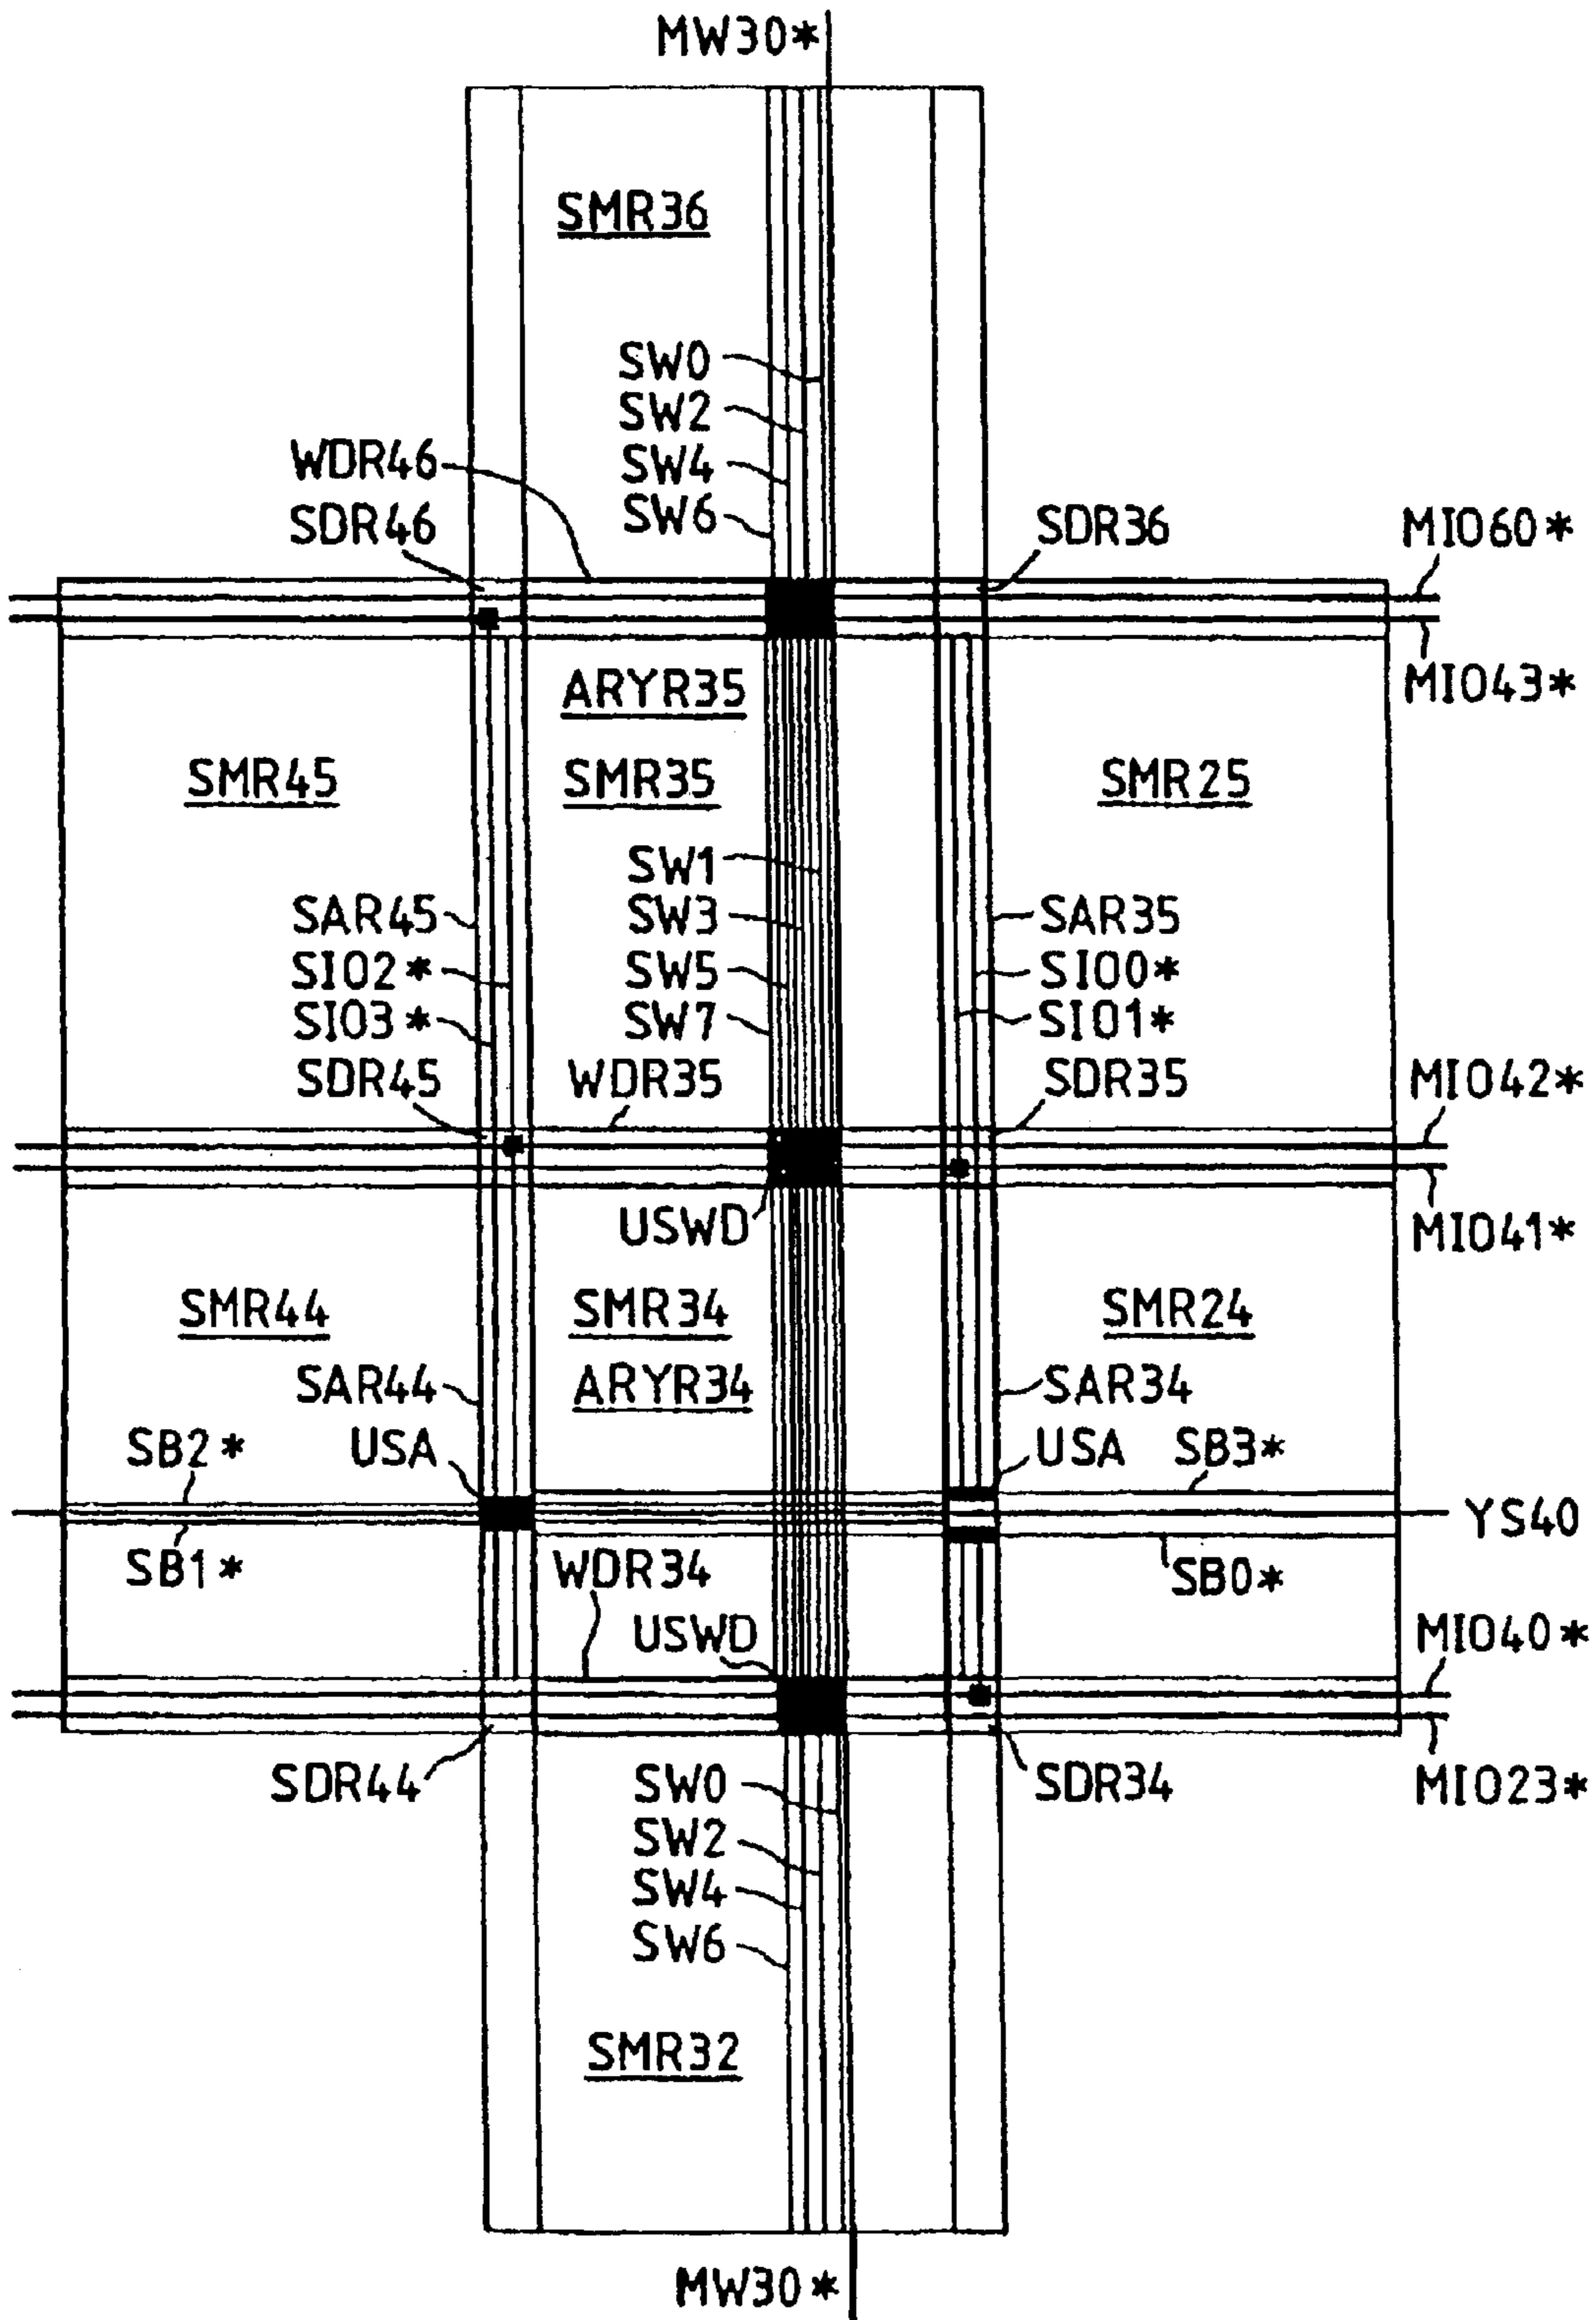 MW30*
SMR36
SW0
SW2
WDR46
SW4
SDR46
SW6
SDR36
MIO60*
MIO43*
ARYR35
SMR45
SMR35
SMR25
SW1
SAR45
SW3
SAR35
SIO2*
SW5
SIO0*
SIO3*
SW7
SIO1*
SDR45
WDR35
SDR35
MIO42*
USWD
MIO41*
SMR44
SMR34
SMR24
SAR44
ARYR34
SAR34
SB2*
USA
USA
SB3*
YS40
SB1*
WDR34
SB0*
USWD
MIO40*
SDR44
SW0
SDR34
MIO23*
SW2
SW4
SW6
SMR32
MW30*